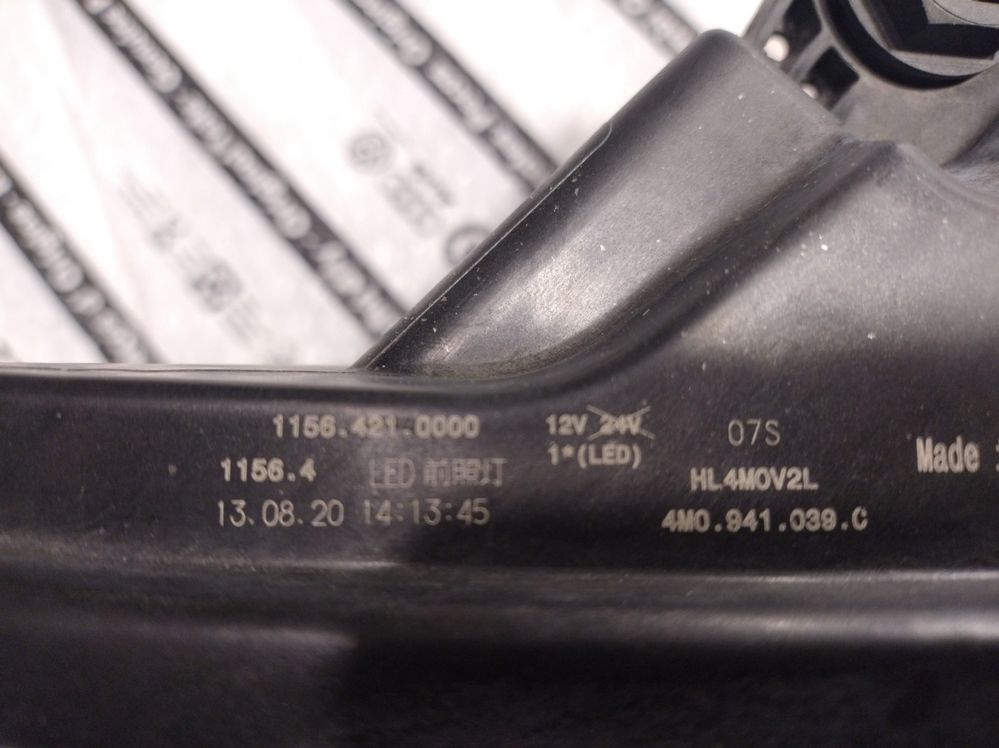 1156.421.0000
1156.4 LED 前照灯
13.08.20 14:13:45
12V 24V
1*(LED)
07S
HL4M0V2L
4M0.941.039.C
Made